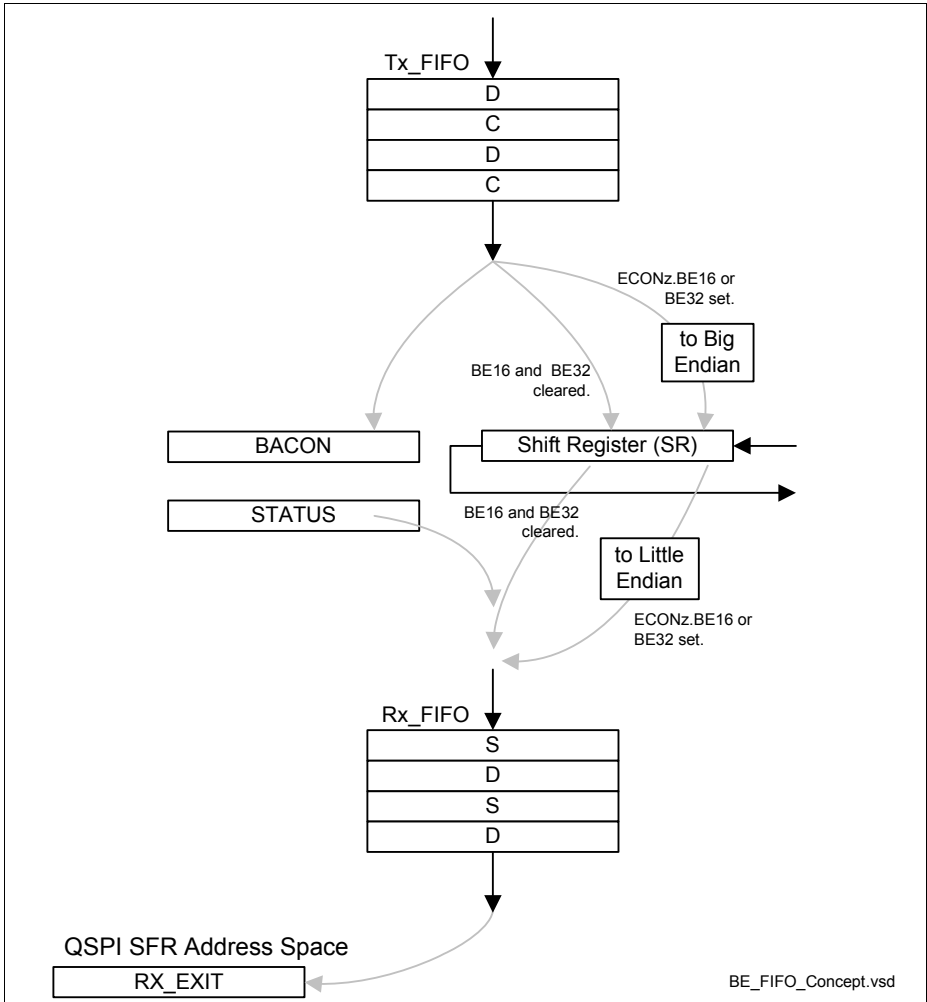 Tx_FIFO
D
C
D
C
ECONz.BE16 or
BE32 set.
to Big
Endian
BE16 and BE32
cleared.
BACON
Shift Register (SR)
STATUS
BE16 and BE32
cleared.
to Little
Endian
ECONz.BE16 or
BE32 set.
Rx_FIFO
S
D
S
D
QSPI SFR Address Space
RX_EXIT
BE_FIFO_Concept.vsd